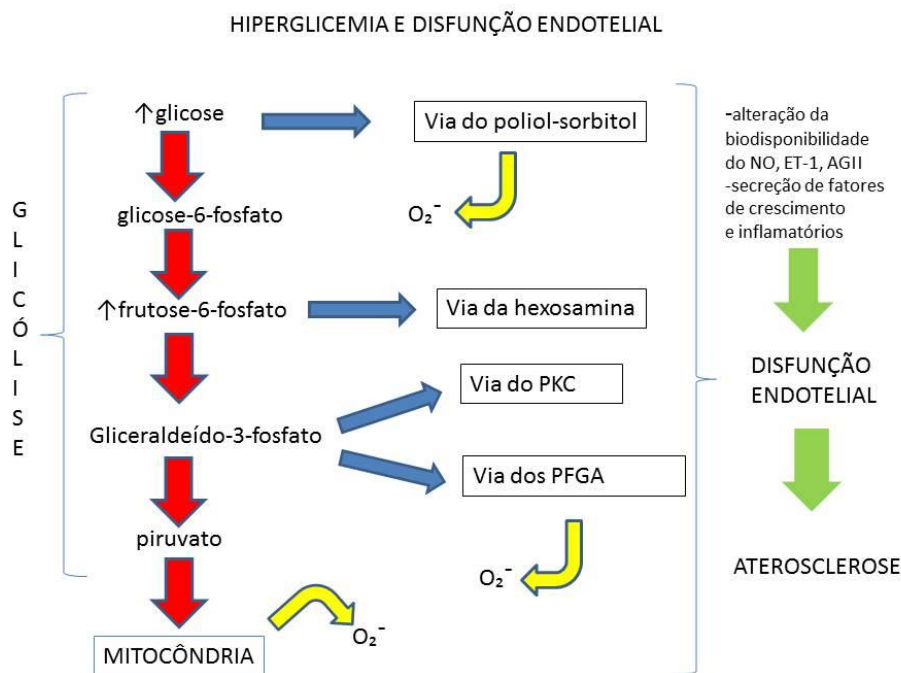 HIPERGLICEMIA E DISFUNÇÃO ENDOTELIAL
GLICÓLISE
↑glicose
glicose-6-fosfato
↑frutose-6-fosfato
Gliceraldeído-3-fosfato
piruvato
MITOCÔNDRIA
Via do poliol-sorbitol
O₂⁻
Via da hexosamina
Via do PKC
Via dos PFGA
O₂⁻
O₂⁻
-alteração da
biodisponibilidade
do NO, ET-1, AGII
-secreção de fatores
de crescimento
e inflamatórios
DISFUNÇÃO
ENDOTELIAL
ATEROSCLEROSE